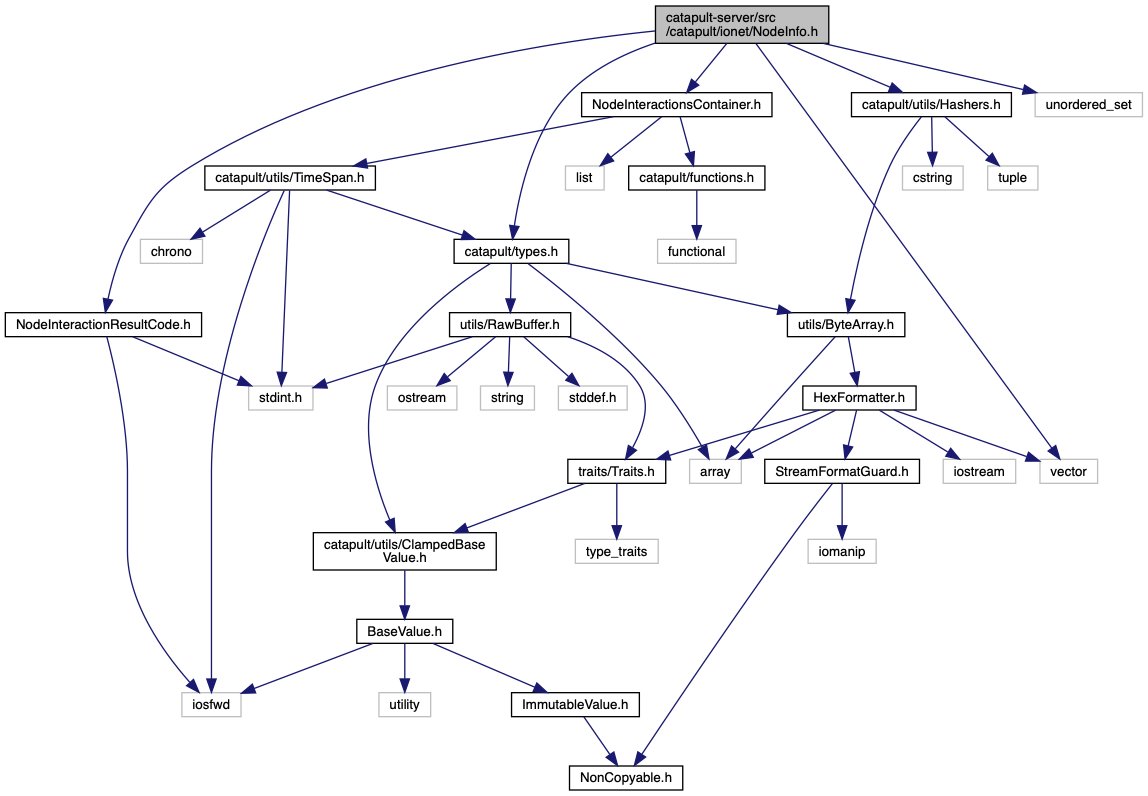 catapult-server/src
/catapult/ionet/NodeInfo.h
NodeInteractionsContainer.h
catapult/utils/Hashers.h
unordered_set
catapult/utils/TimeSpan.h
list
catapult/functions.h
cstring
tuple
chrono
catapult/types.h
functional
NodeInteractionResultCode.h
utils/RawBuffer.h
utils/ByteArray.h
stdint.h
ostream
string
stddef.h
HexFormatter.h
traits/Traits.h
array
StreamFormatGuard.h
iostream
vector
catapult/utils/ClampedBase
Value.h
type_traits
iomanip
BaseValue.h
iosfwd
utility
ImmutableValue.h
NonCopyable.h